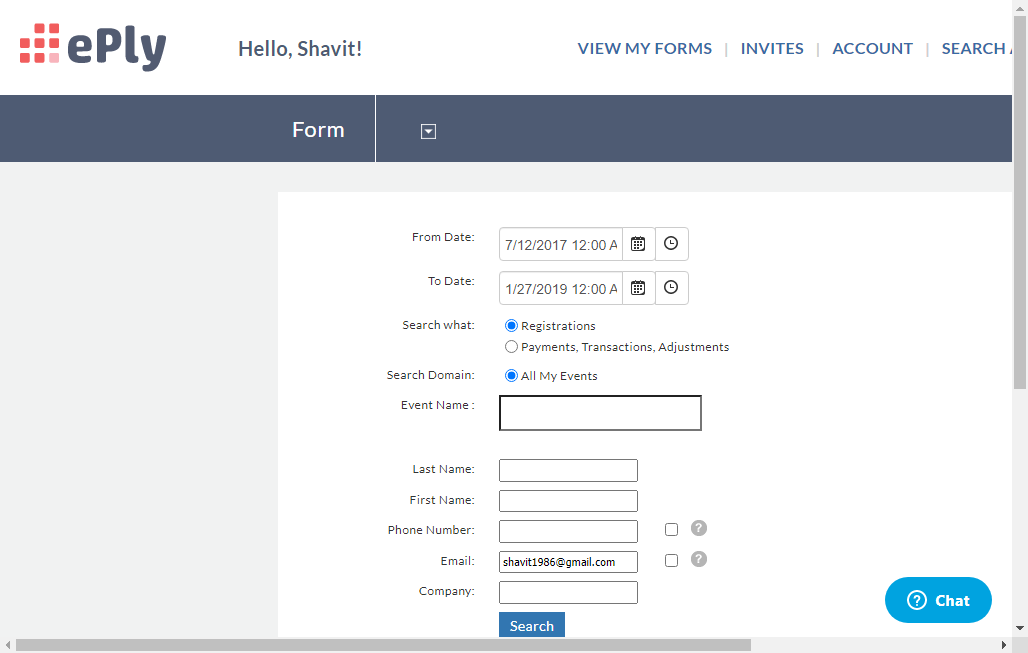 ePly
Hello, Shavit!
VIEW MY FORMS | INVITES | ACCOUNT | SEARCH
Form
From Date: 7/12/2017 12:00 A
To Date: 1/27/2019 12:00 A
Search what: Registrations
Payments, Transactions, Adjustments
Search Domain: All My Events
Event Name :
Last Name:
First Name:
Phone Number: ?
Email: shavit1986@gmail.com ?
Company:
Search
? Chat